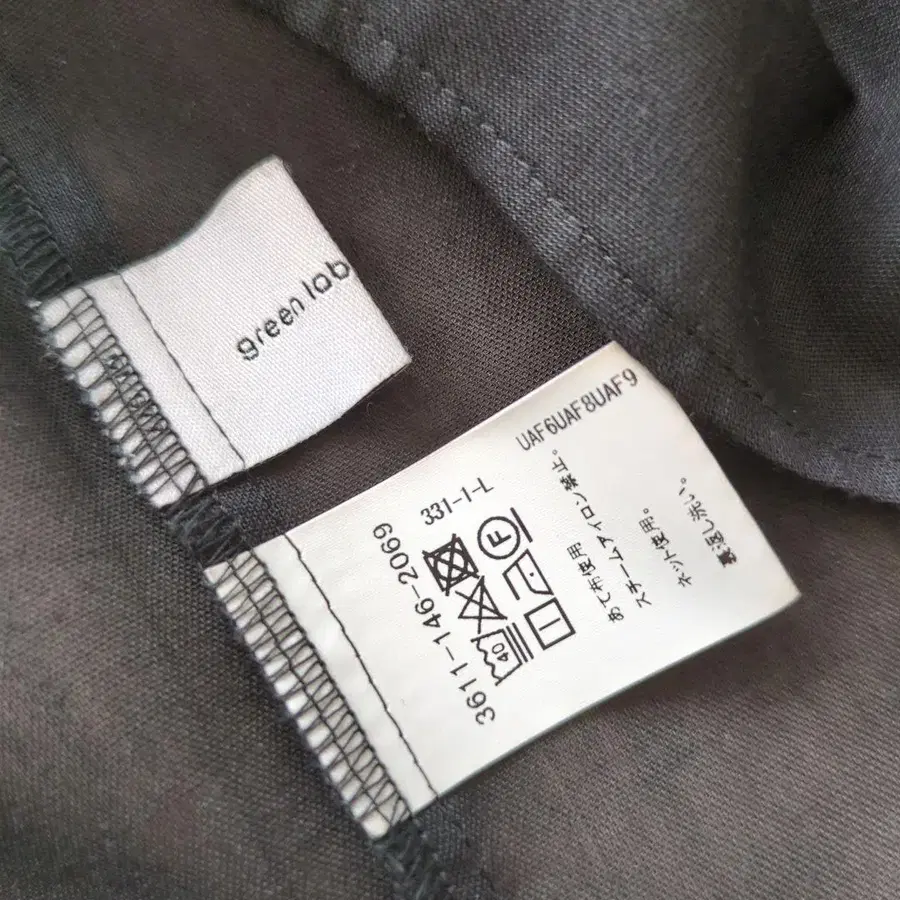 green lab
3611-146-2069
331-1-L
40
F
あて布使用
スチームアイロン禁止。
ネット使用。
裏返し洗い。
UAF6UAF8UAF9